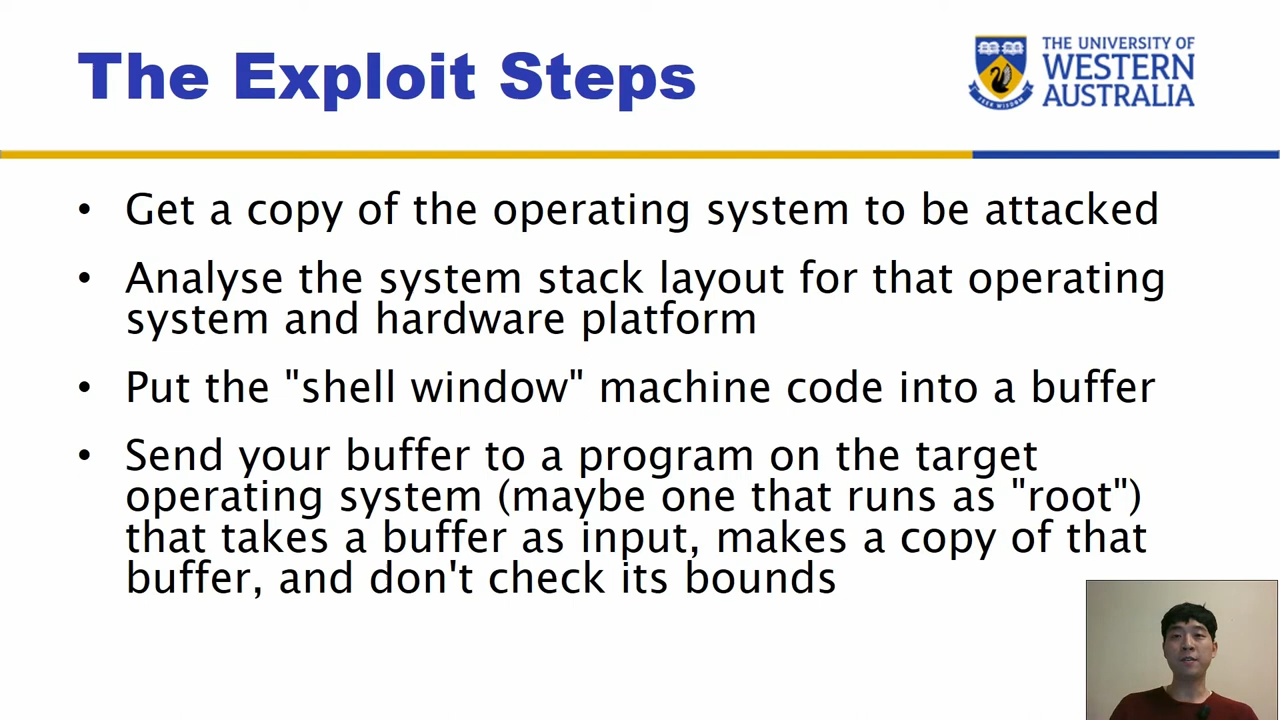 The Exploit Steps
THE UNIVERSITY OF
WESTERN
AUSTRALIA
• Get a copy of the operating system to be attacked
• Analyse the system stack layout for that operating
system and hardware platform
• Put the "shell window" machine code into a buffer
• Send your buffer to a program on the target
operating system (maybe one that runs as "root")
that takes a buffer as input, makes a copy of that
buffer, and don't check its bounds